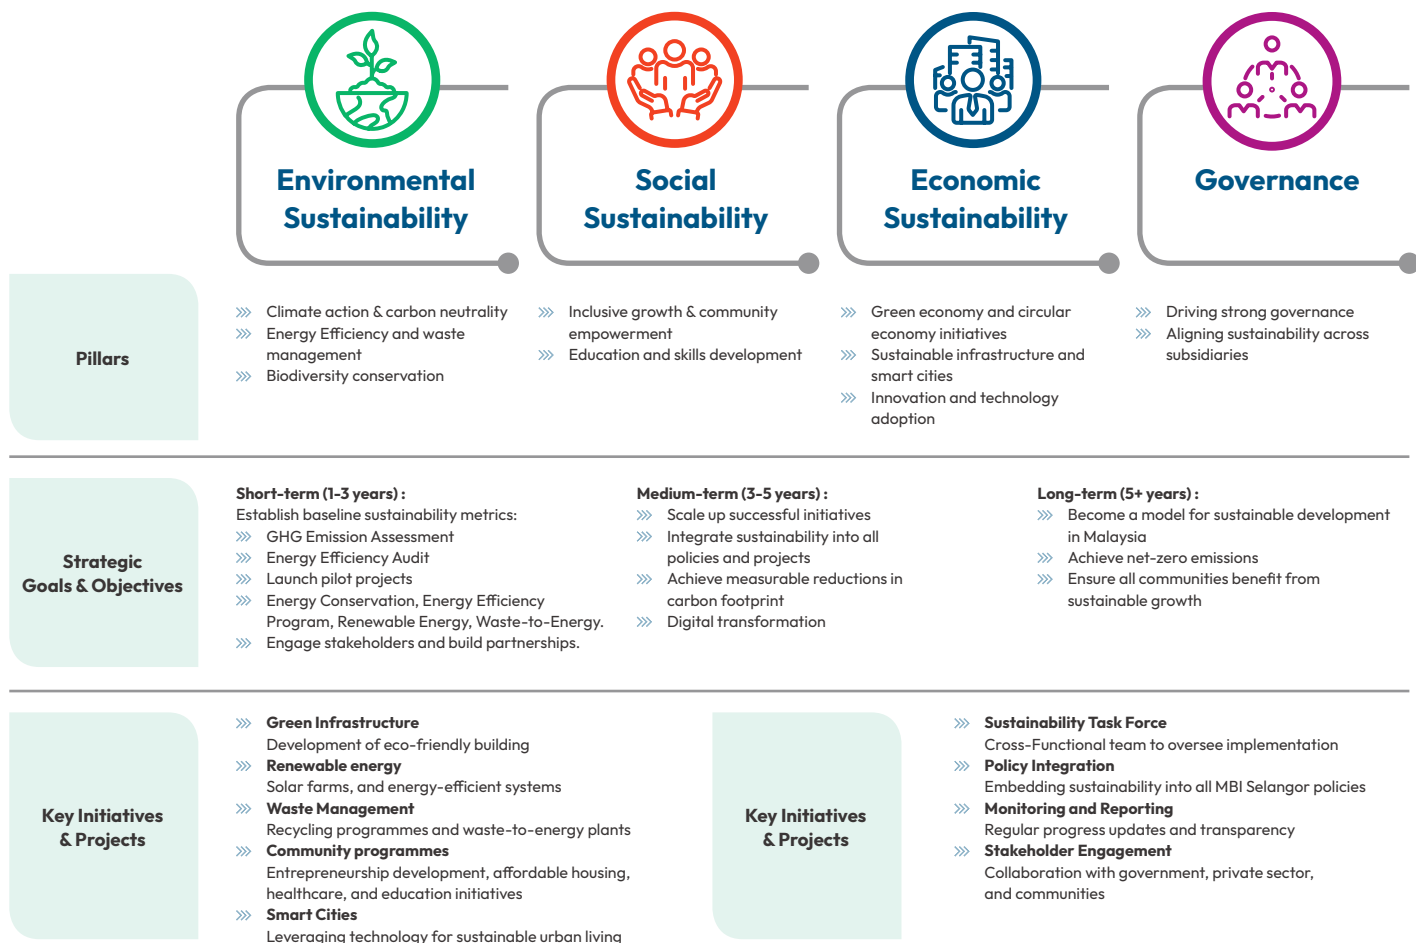 Environmental
Sustainability
Social
Sustainability
Economic
Sustainability
Governance
Pillars
Climate action & carbon neutrality
Energy Efficiency and waste
management
Biodiversity conservation
Inclusive growth & community
empowerment
Education and skills development
Green economy and circular
economy initiatives
Sustainable infrastructure and
smart cities
Innovation and technology
adoption
Driving strong governance
Aligning sustainability across
subsidiaries
Strategic
Goals & Objectives
Short-term (1-3 years) :
Establish baseline sustainability metrics:
GHG Emission Assessment
Energy Efficiency Audit
Launch pilot projects
Energy Conservation, Energy Efficiency
Program, Renewable Energy, Waste-to-Energy.
Engage stakeholders and build partnerships.
Medium-term (3-5 years) :
Scale up successful initiatives
Integrate sustainability into all
policies and projects
Achieve measurable reductions in
carbon footprint
Digital transformation
Long-term (5+ years) :
Become a model for sustainable development
in Malaysia
Achieve net-zero emissions
Ensure all communities benefit from
sustainable growth
Key Initiatives
& Projects
Green Infrastructure
Development of eco-friendly building
Renewable energy
Solar farms, and energy-efficient systems
Waste Management
Recycling programmes and waste-to-energy plants
Community programmes
Entrepreneurship development, affordable housing,
healthcare, and education initiatives
Smart Cities
Leveraging technology for sustainable urban living
Key Initiatives
& Projects
Sustainability Task Force
Cross-Functional team to oversee implementation
Policy Integration
Embedding sustainability into all MBI Selangor policies
Monitoring and Reporting
Regular progress updates and transparency
Stakeholder Engagement
Collaboration with government, private sector,
and communities